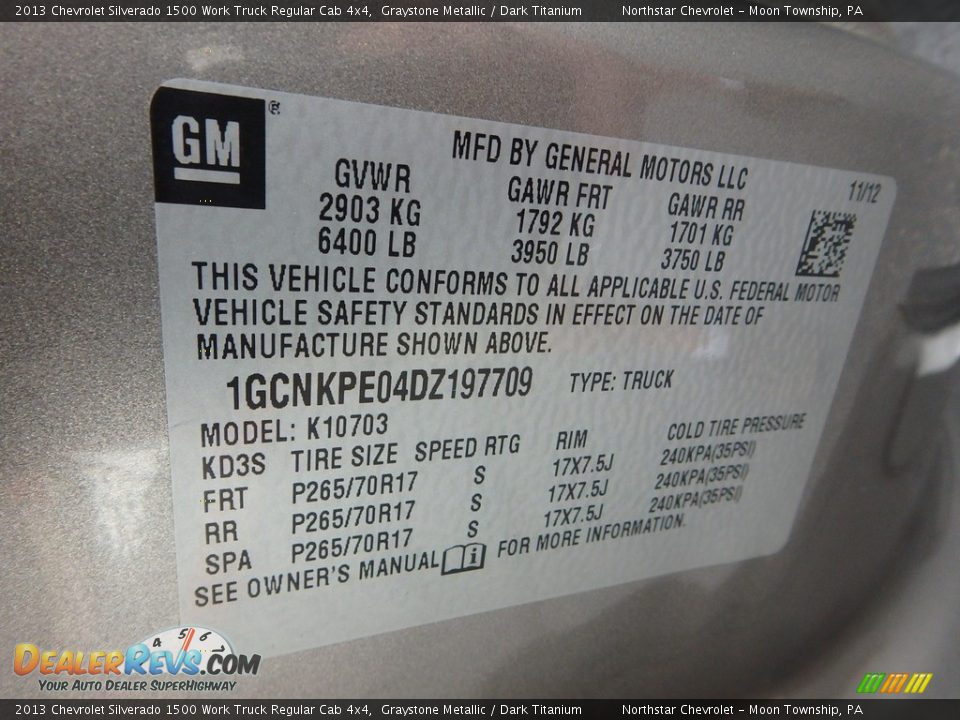 2013 Chevrolet Silverado 1500 Work Truck Regular Cab 4x4, Graystone Metallic / Dark Titanium Northstar Chevrolet - Moon Township, PA
GM ®
MFD BY GENERAL MOTORS LLC
11/12
GVWR GAWR FRT GAWR RR
2903 KG 1792 KG 1701 KG
6400 LB 3950 LB 3750 LB
THIS VEHICLE CONFORMS TO ALL APPLICABLE U.S. FEDERAL MOTOR
VEHICLE SAFETY STANDARDS IN EFFECT ON THE DATE OF
MANUFACTURE SHOWN ABOVE.
1GCNKPE04DZ197709 TYPE: TRUCK
MODEL: K10703
KD3S TIRE SIZE SPEED RTG RIM COLD TIRE PRESSURE
FRT P265/70R17 S 17X7.5J 240KPA(35PSI)
RR P265/70R17 S 17X7.5J 240KPA(35PSI)
SPA P265/70R17 S 17X7.5J 240KPA(35PSI)
SEE OWNER'S MANUAL i FOR MORE INFORMATION.
4 5 6
DEALERREVS.COM
YOUR AUTO DEALER SUPERHIGHWAY
2013 Chevrolet Silverado 1500 Work Truck Regular Cab 4x4, Graystone Metallic / Dark Titanium Northstar Chevrolet - Moon Township, PA